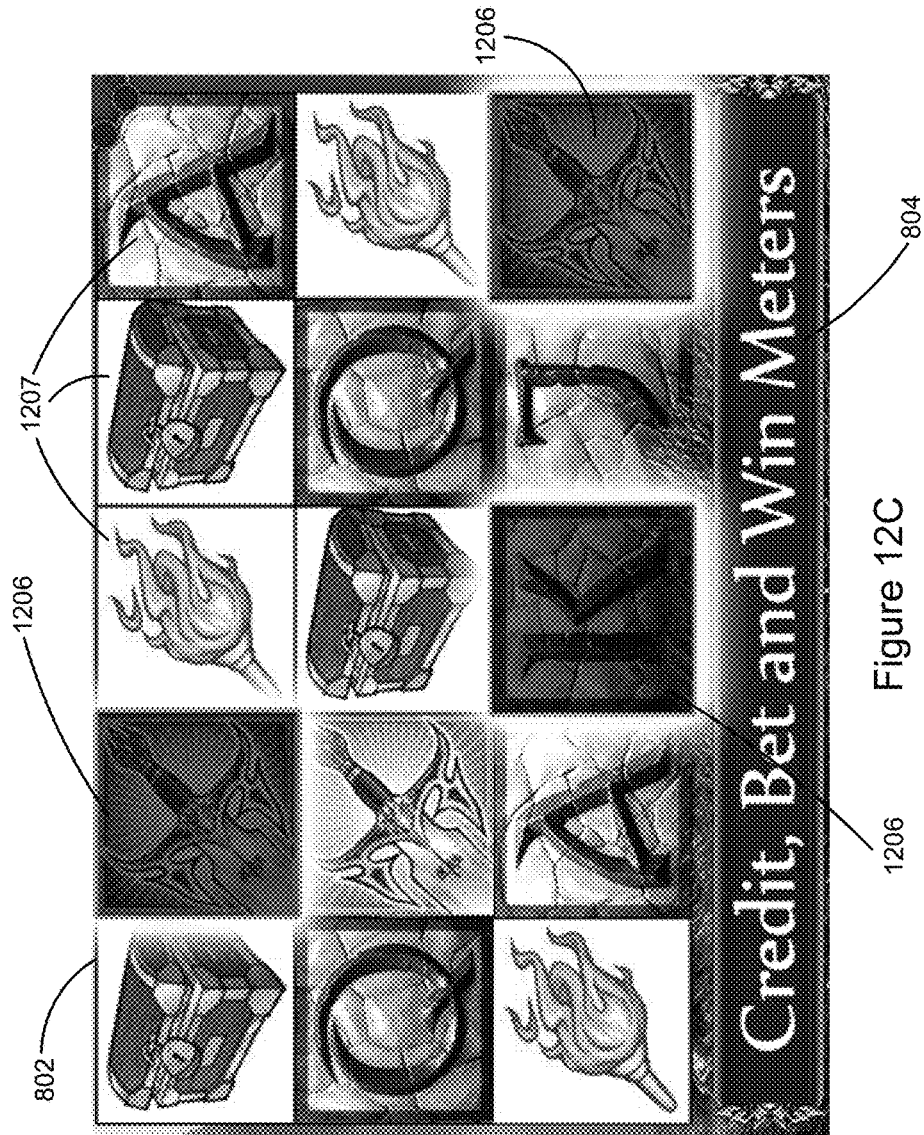 802
1206
1207
A
Q
Q
1206
A K J
Credit, Bet and Win Meters
1206
804
Figure 12C